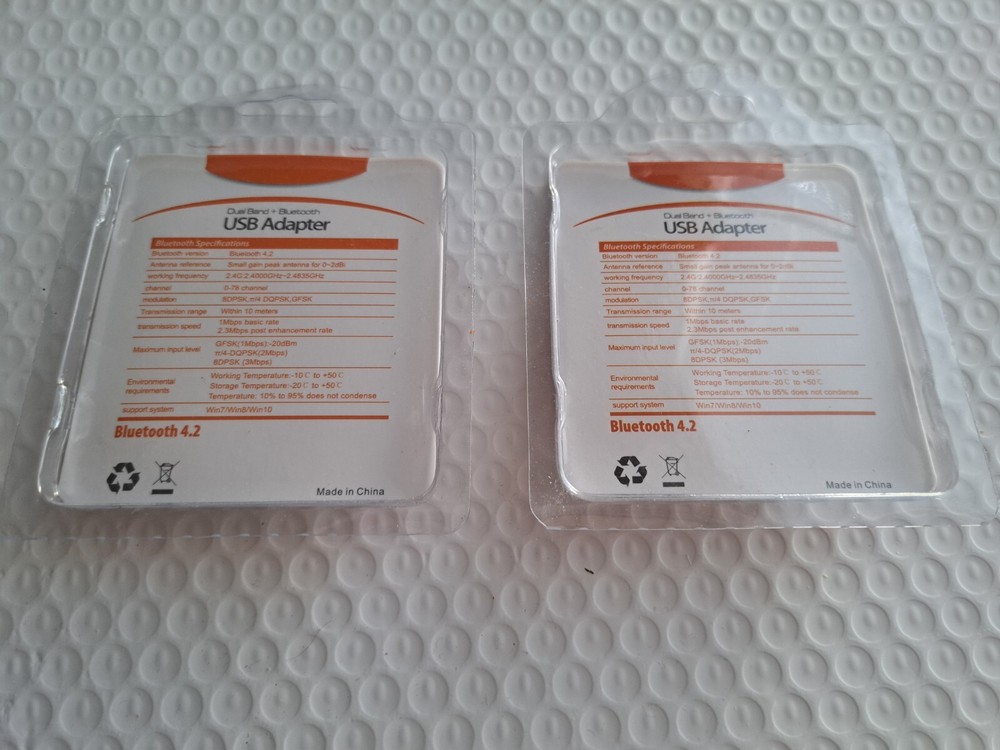 Dual Band + Bluetooth
USB Adapter
Bluetooth Specifications
Bluetooth version Bluetooth 4.2
Antenna reference Small gain peak antenna for 0~2dBi
working frequency 2.4G:2.4000GHz~2.4835GHz
channel 0-78 channel
modulation 8DPSK,π/4 DQPSK,GFSK
Transmission range Within 10 meters
transmission speed 1Mbps basic rate
2.3Mbps post enhancement rate
Maximum input level GFSK(1Mbps):-20dBm
π/4-DQPSK(2Mbps)
8DPSK (3Mbps)
Environmental requirements Working Temperature:-10℃ to +50℃
Storage Temperature:-20℃ to +50℃
Temperature: 10% to 95% does not condense
support system Win7/Win8/Win10
Bluetooth 4.2
Made in China
Dual Band + Bluetooth
USB Adapter
Bluetooth Specifications
Bluetooth version Bluetooth 4.2
Antenna reference Small gain peak antenna for 0~2dBi
working frequency 2.4G:2.4000GHz~2.4835GHz
channel 0-78 channel
modulation 8DPSK,π/4 DQPSK,GFSK
Transmission range Within 10 meters
transmission speed 1Mbps basic rate
2.3Mbps post enhancement rate
Maximum input level GFSK(1Mbps):-20dBm
π/4-DQPSK(2Mbps)
8DPSK (3Mbps)
Environmental requirements Working Temperature:-10℃ to +50℃
Storage Temperature:-20℃ to +50℃
Temperature: 10% to 95% does not condense
support system Win7/Win8/Win10
Bluetooth 4.2
Made in China